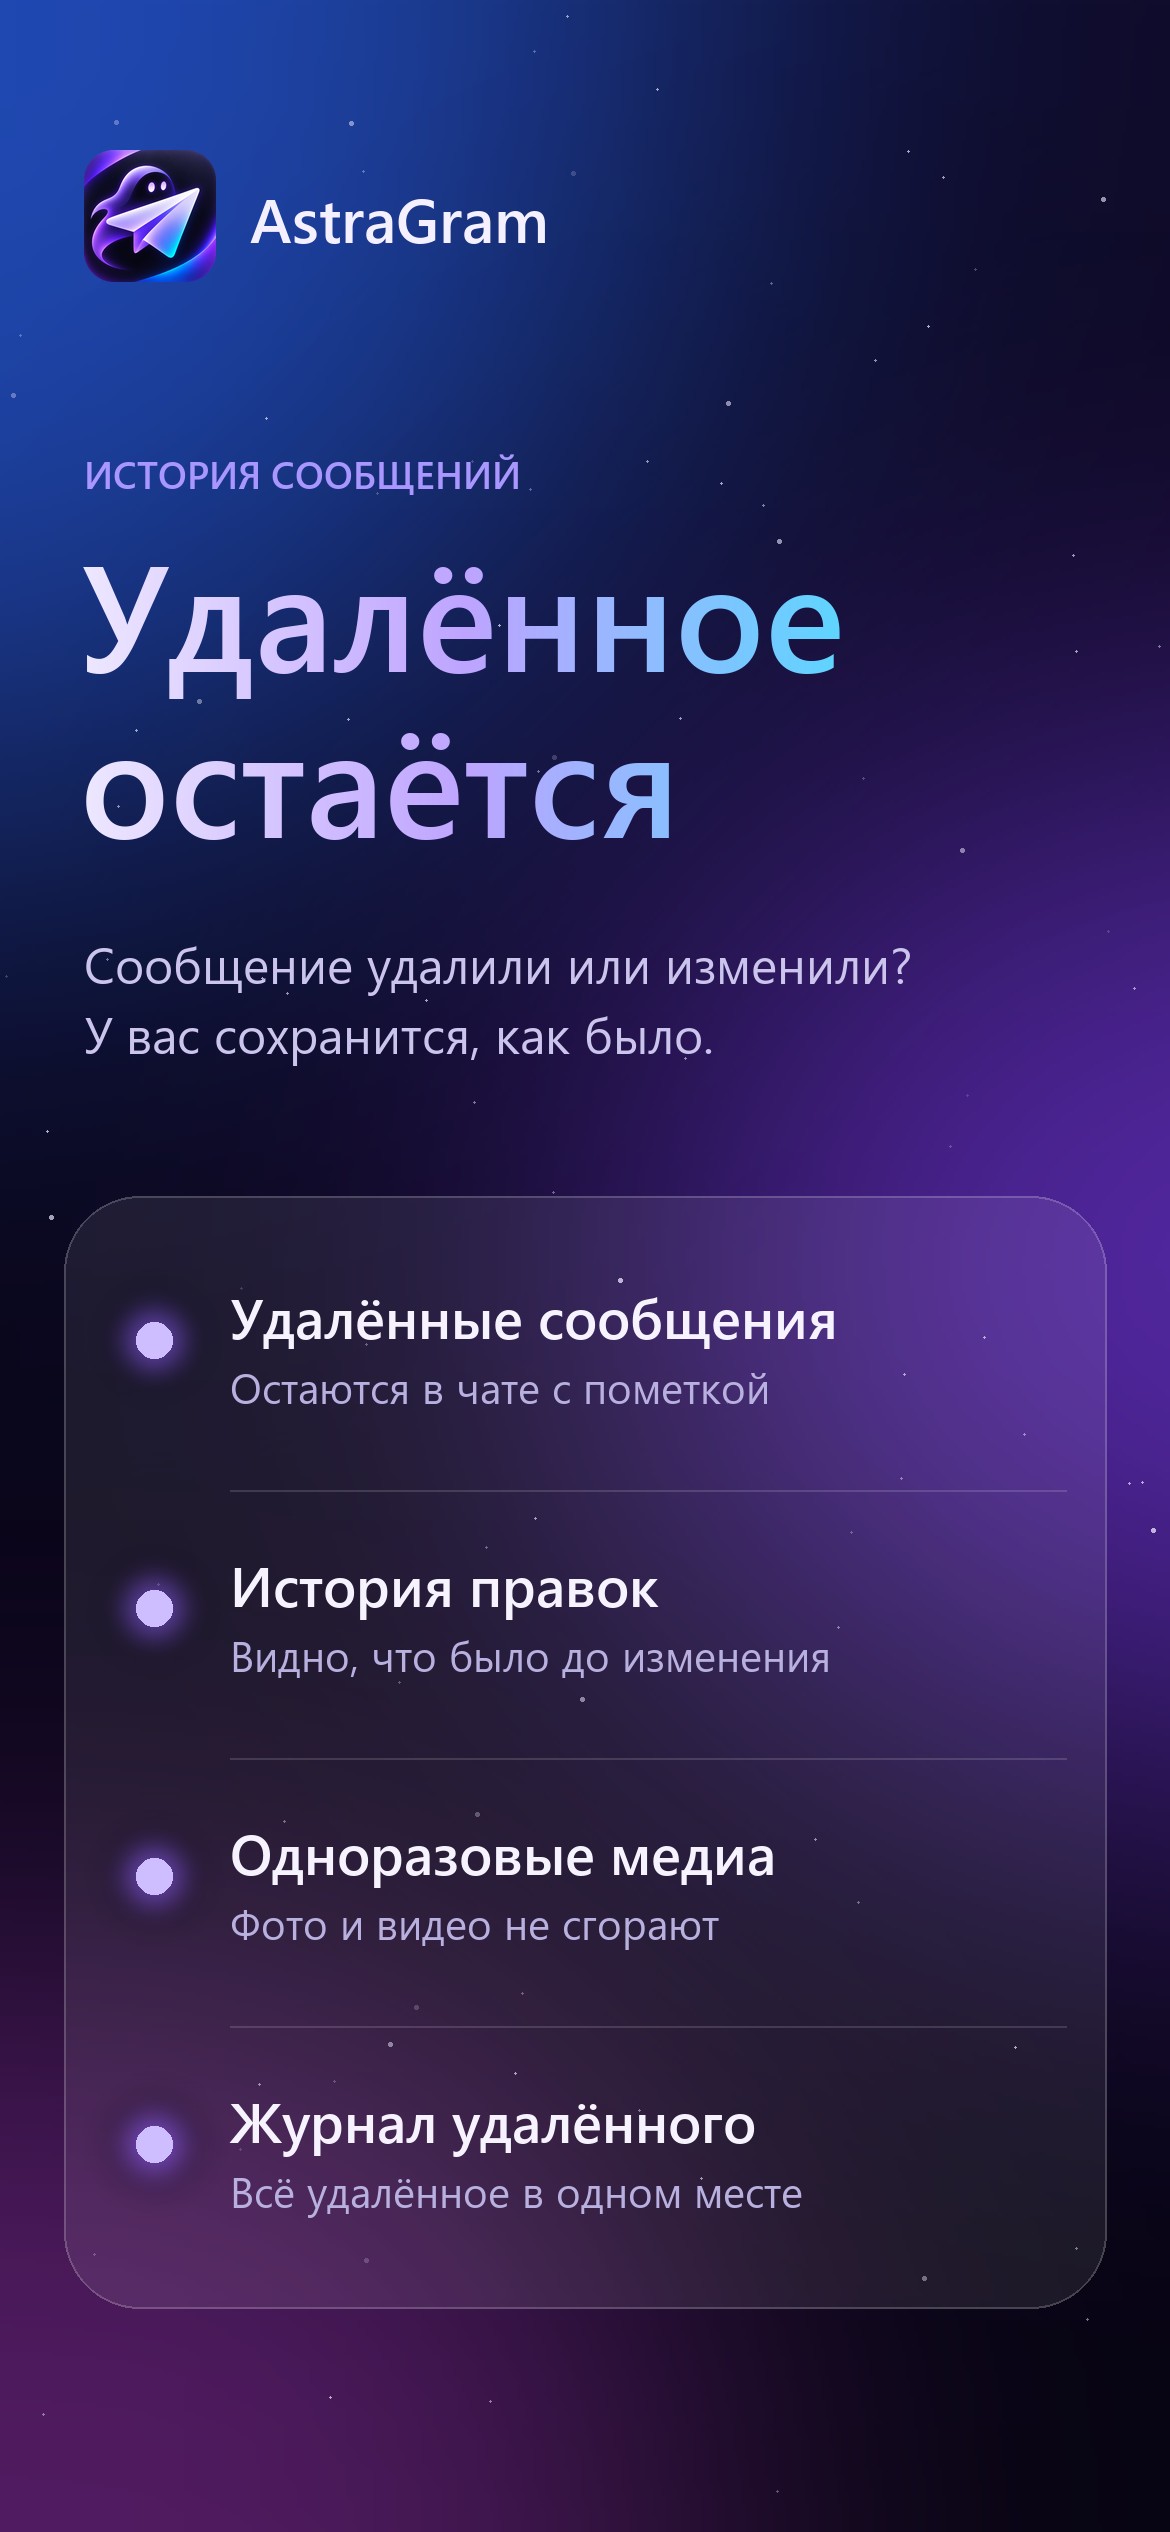 AstraGram
ИСТОРИЯ СООБЩЕНИЙ
Удалённое
остаётся
Сообщение удалили или изменили?
У вас сохранится, как было.
Удалённые сообщения
Остаются в чате с пометкой
История правок
Видно, что было до изменения
Одноразовые медиа
Фото и видео не сгорают
Журнал удалённого
Всё удалённое в одном месте